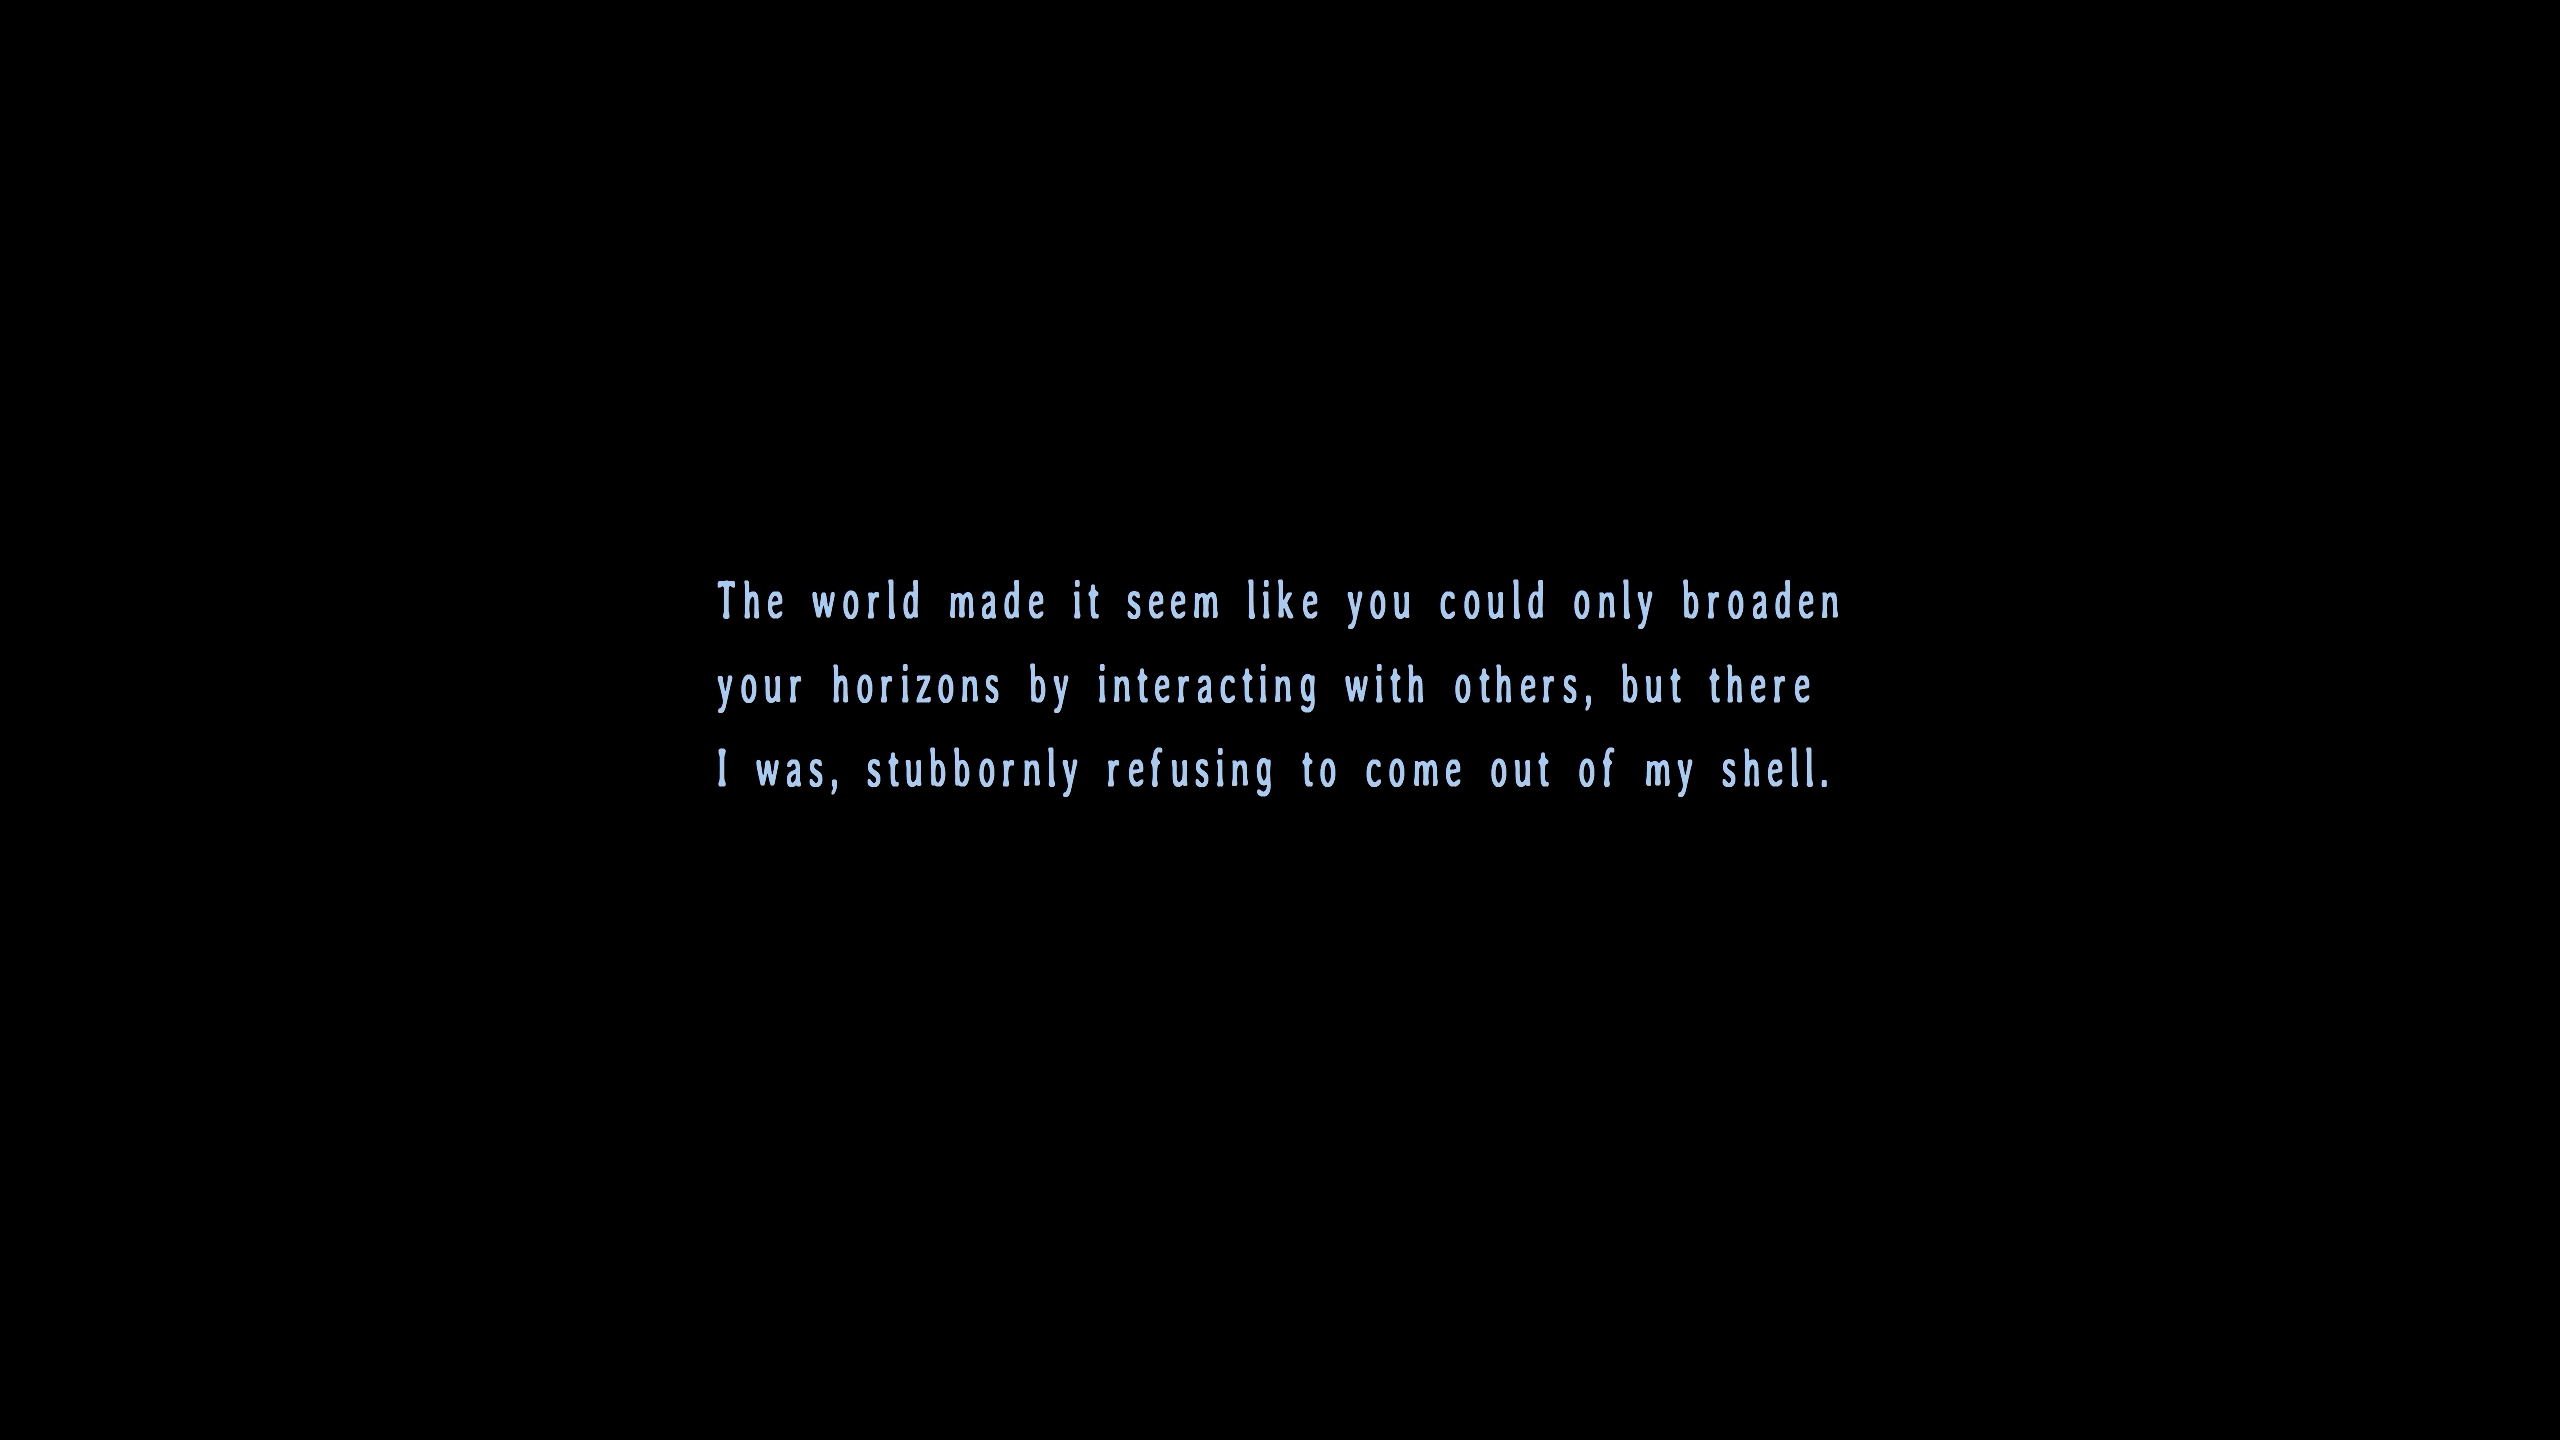 The world made it seem like you could only broaden
your horizons by interacting with others, but there
I was, stubbornly refusing to come out of my shell.